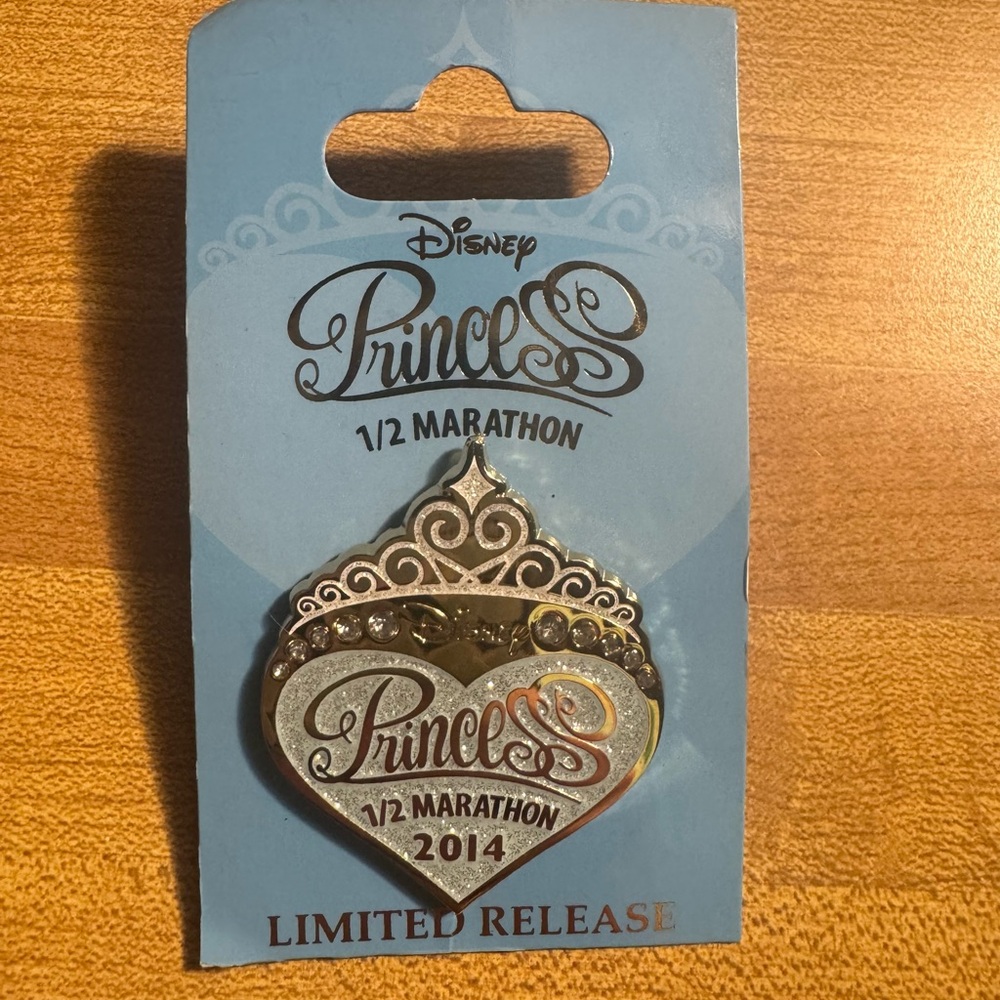 Disney
Princess
1/2 MARATHON
Disney
Princess
1/2 MARATHON
2014
LIMITED RELEASE